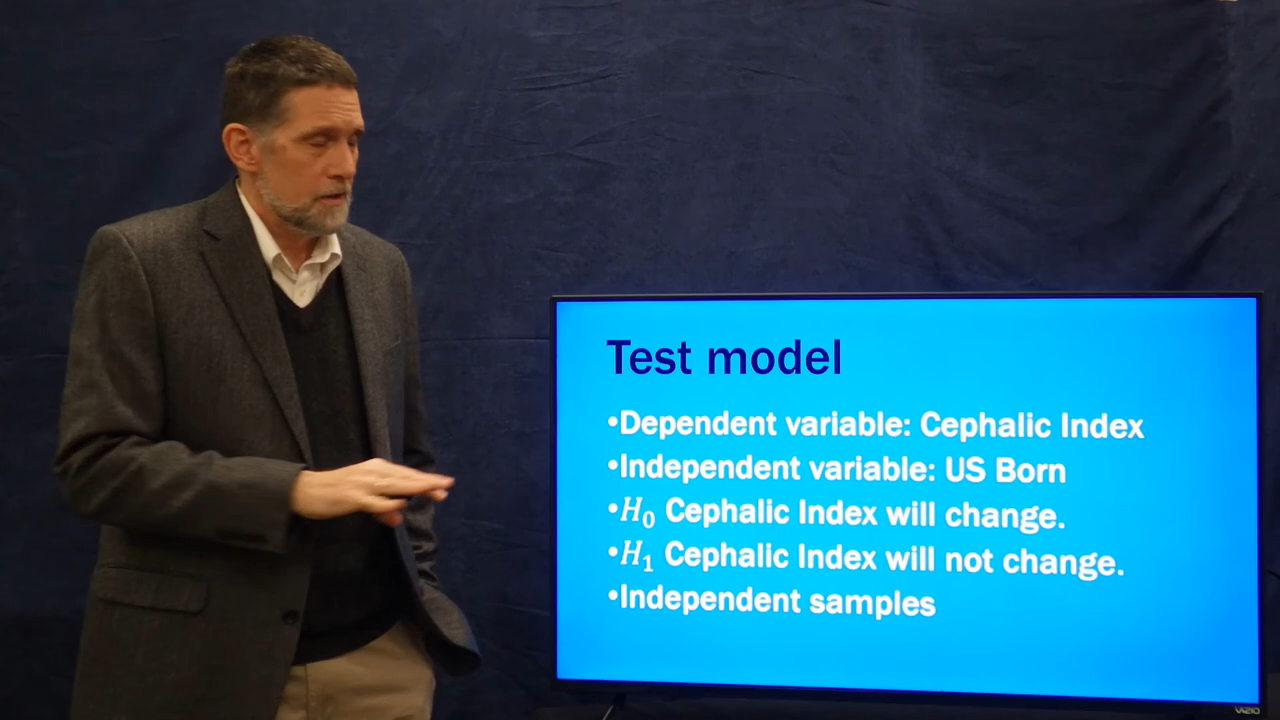 Test model
•Dependent variable: Cephalic Index
•Independent variable: US Born
•H₀ Cephalic Index will change.
•H₁ Cephalic Index will not change.
•Independent samples
VIZIO